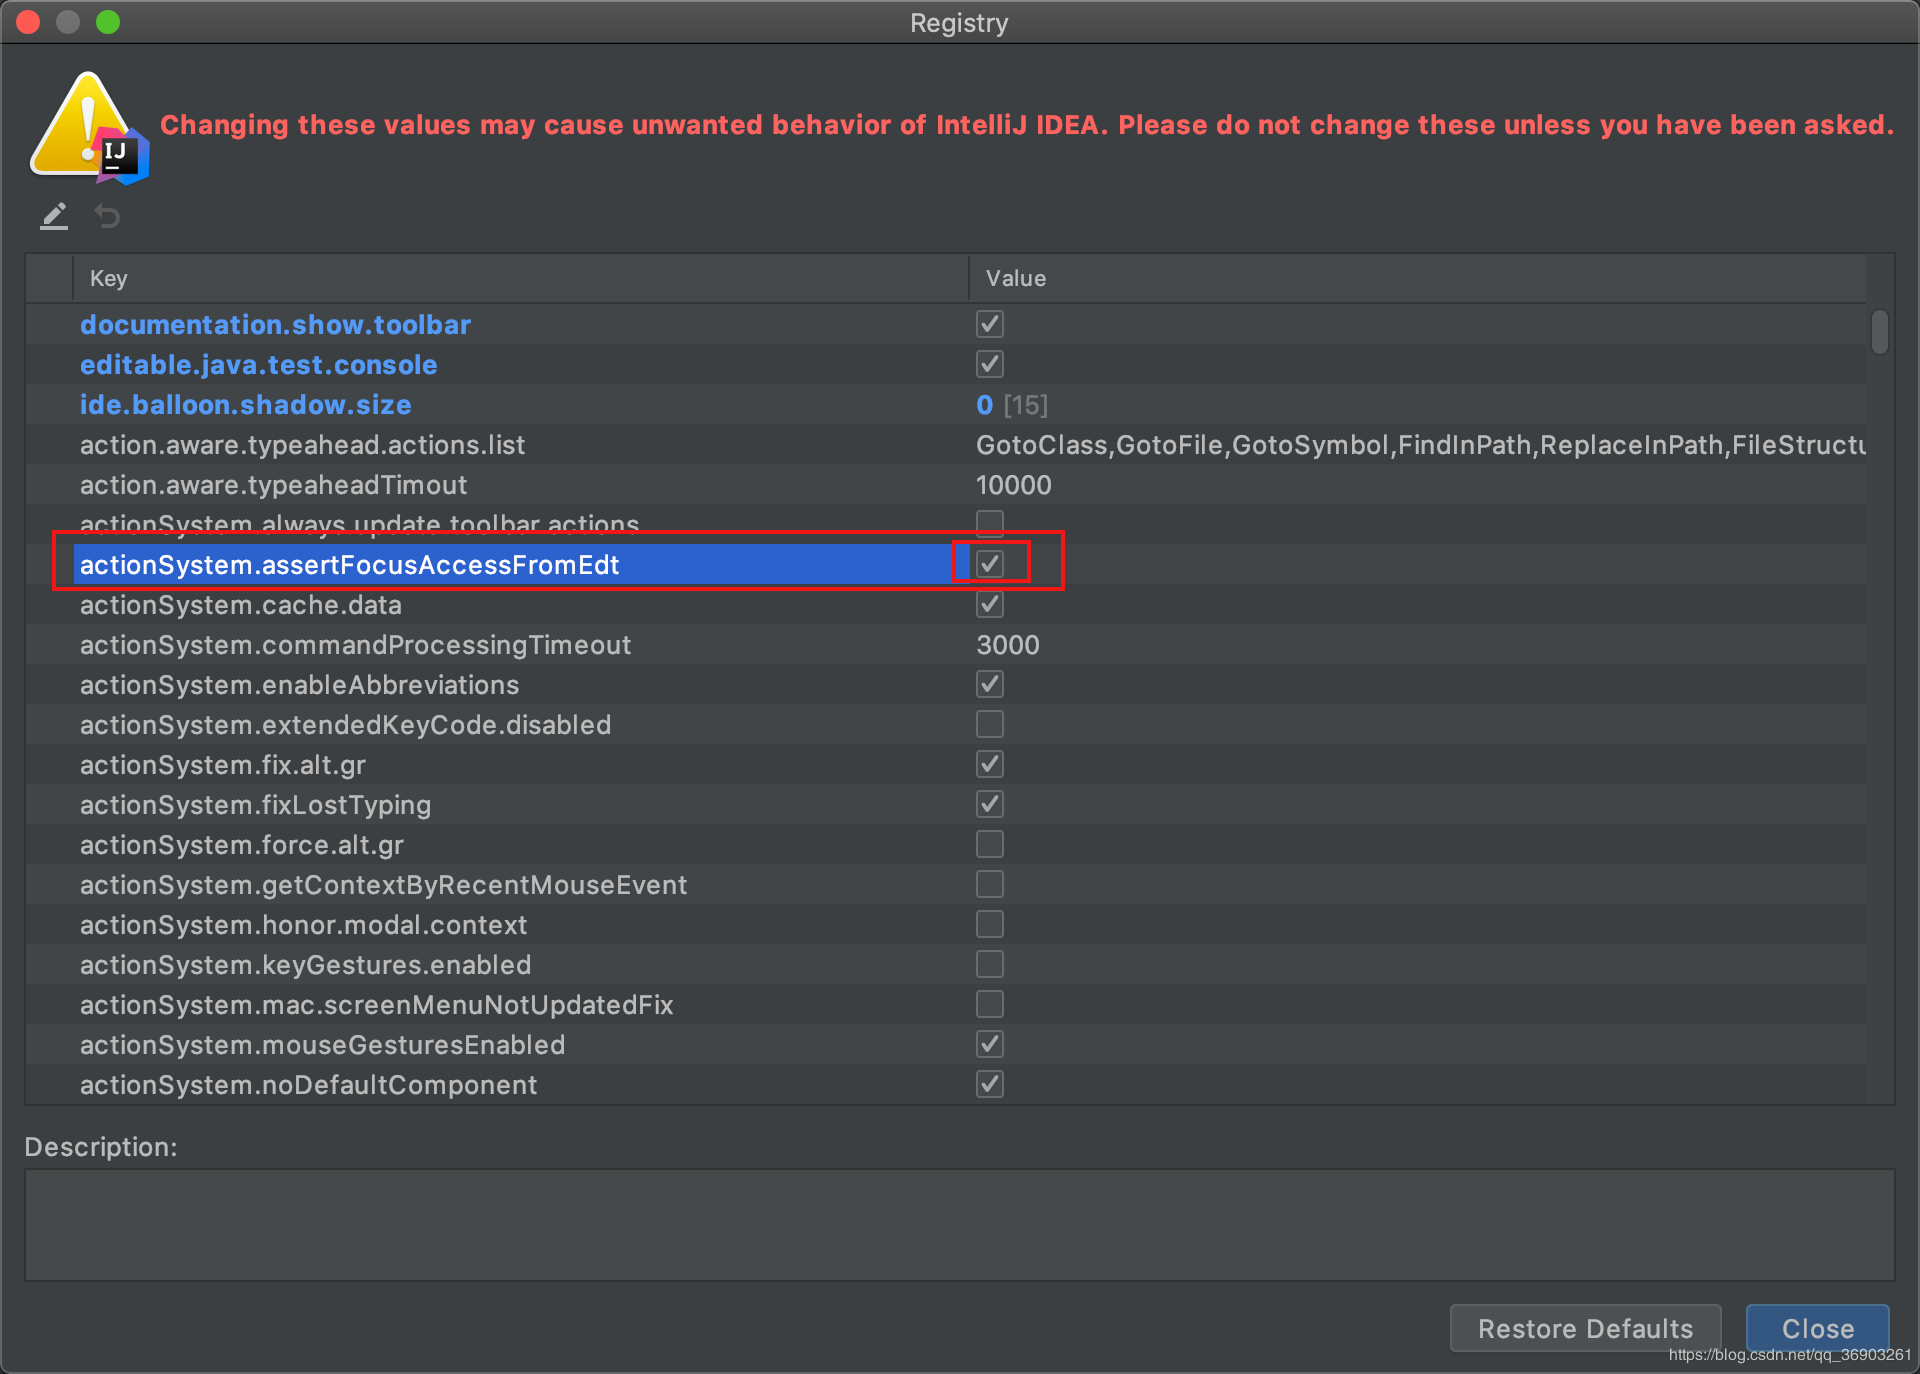 Registry
Changing these values may cause unwanted behavior of IntelliJ IDEA. Please do not change these unless you have been asked.
IJ
Key Value
documentation.show.toolbar
editable.java.test.console
ide.balloon.shadow.size 0 [15]
action.aware.typeahead.actions.list GotoClass,GotoFile,GotoSymbol,FindInPath,ReplaceInPath,FileStructu
action.aware.typeaheadTimout 10000
actionSystem.always.update.toolbar.actions
actionSystem.assertFocusAccessFromEdt
actionSystem.cache.data
actionSystem.commandProcessingTimeout 3000
actionSystem.enableAbbreviations
actionSystem.extendedKeyCode.disabled
actionSystem.fix.alt.gr
actionSystem.fixLostTyping
actionSystem.force.alt.gr
actionSystem.getContextByRecentMouseEvent
actionSystem.honor.modal.context
actionSystem.keyGestures.enabled
actionSystem.mac.screenMenuNotUpdatedFix
actionSystem.mouseGesturesEnabled
actionSystem.noDefaultComponent
Description:
Restore Defaults Close
https://blog.csdn.net/qq_36903261